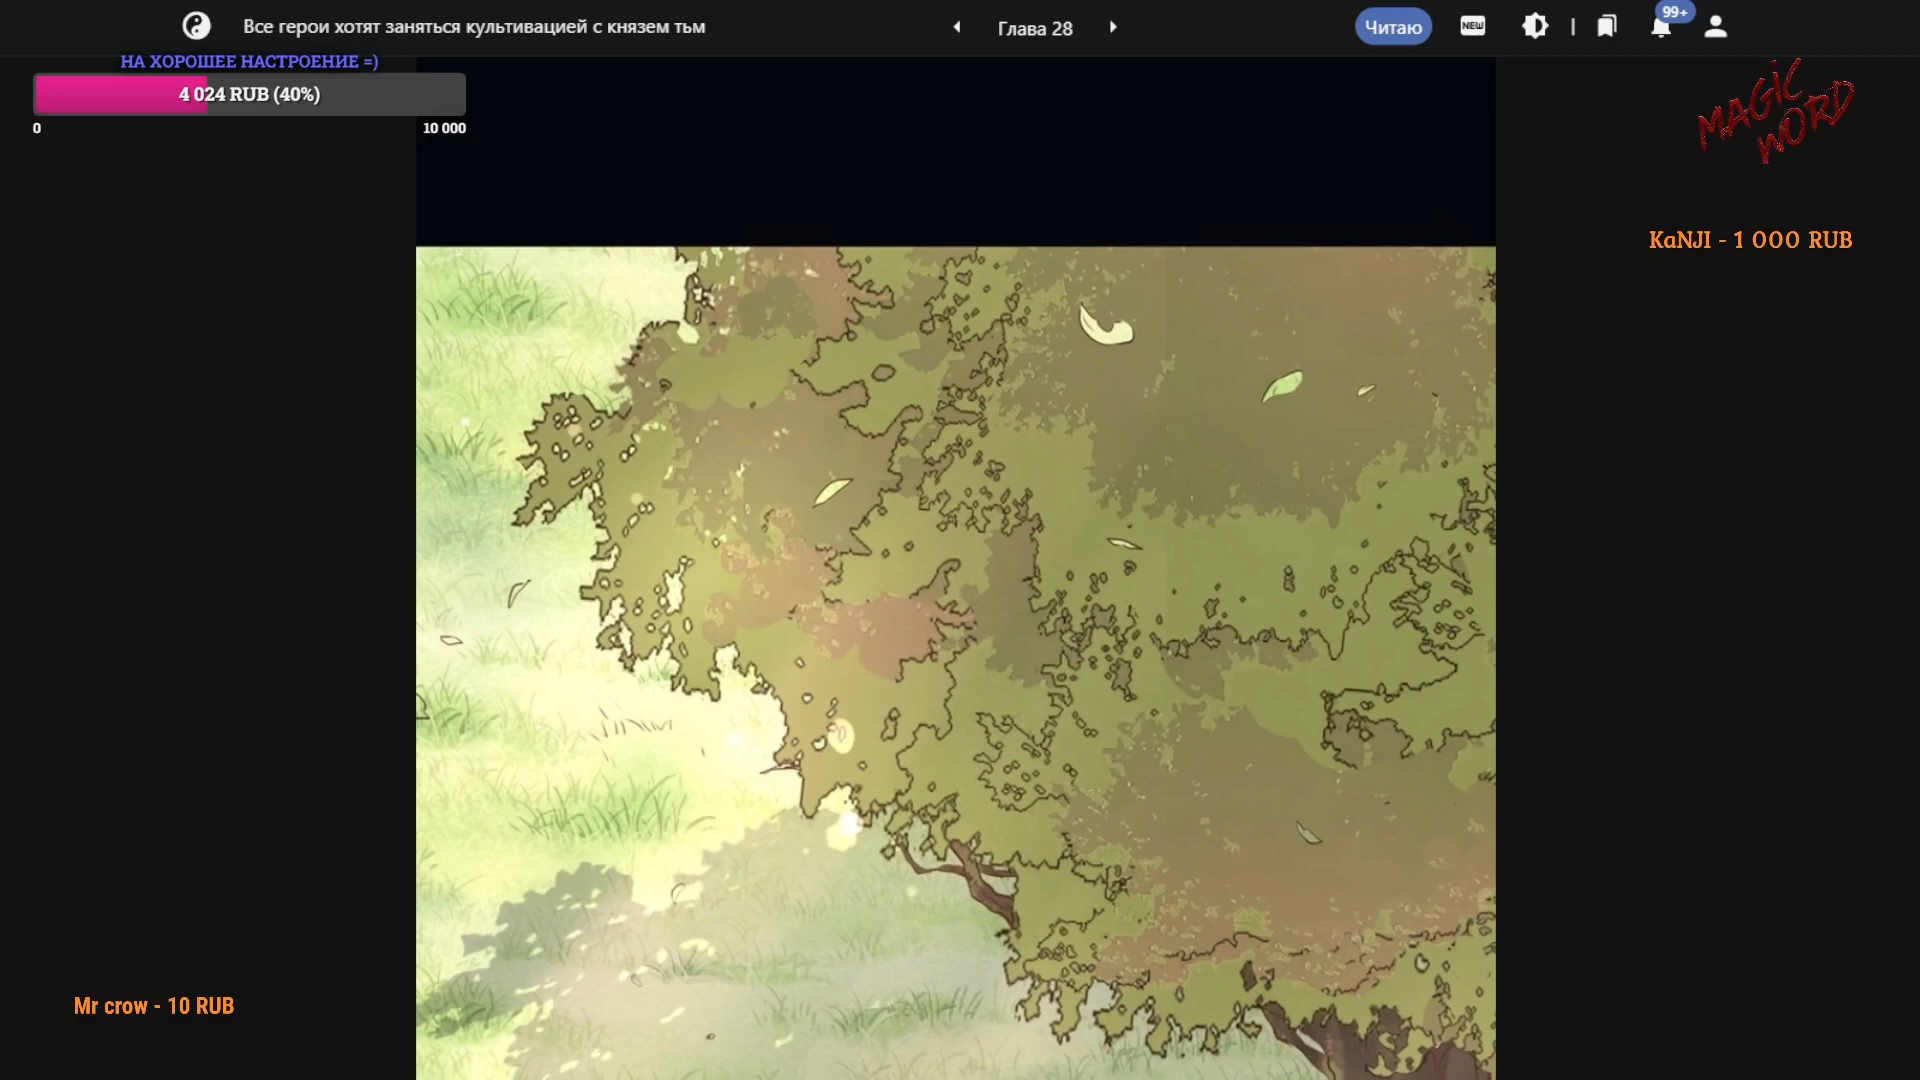 Все герои хотят заняться культивацией с князем тьм
Глава 28
Читаю
NEW
99+
НА ХОРОШЕЕ НАСТРОЕНИЕ =)
4 024 RUB (40%)
0
10 000
MAGIC
WORD
KaNJI - 1 000 RUB
Mr crow - 10 RUB